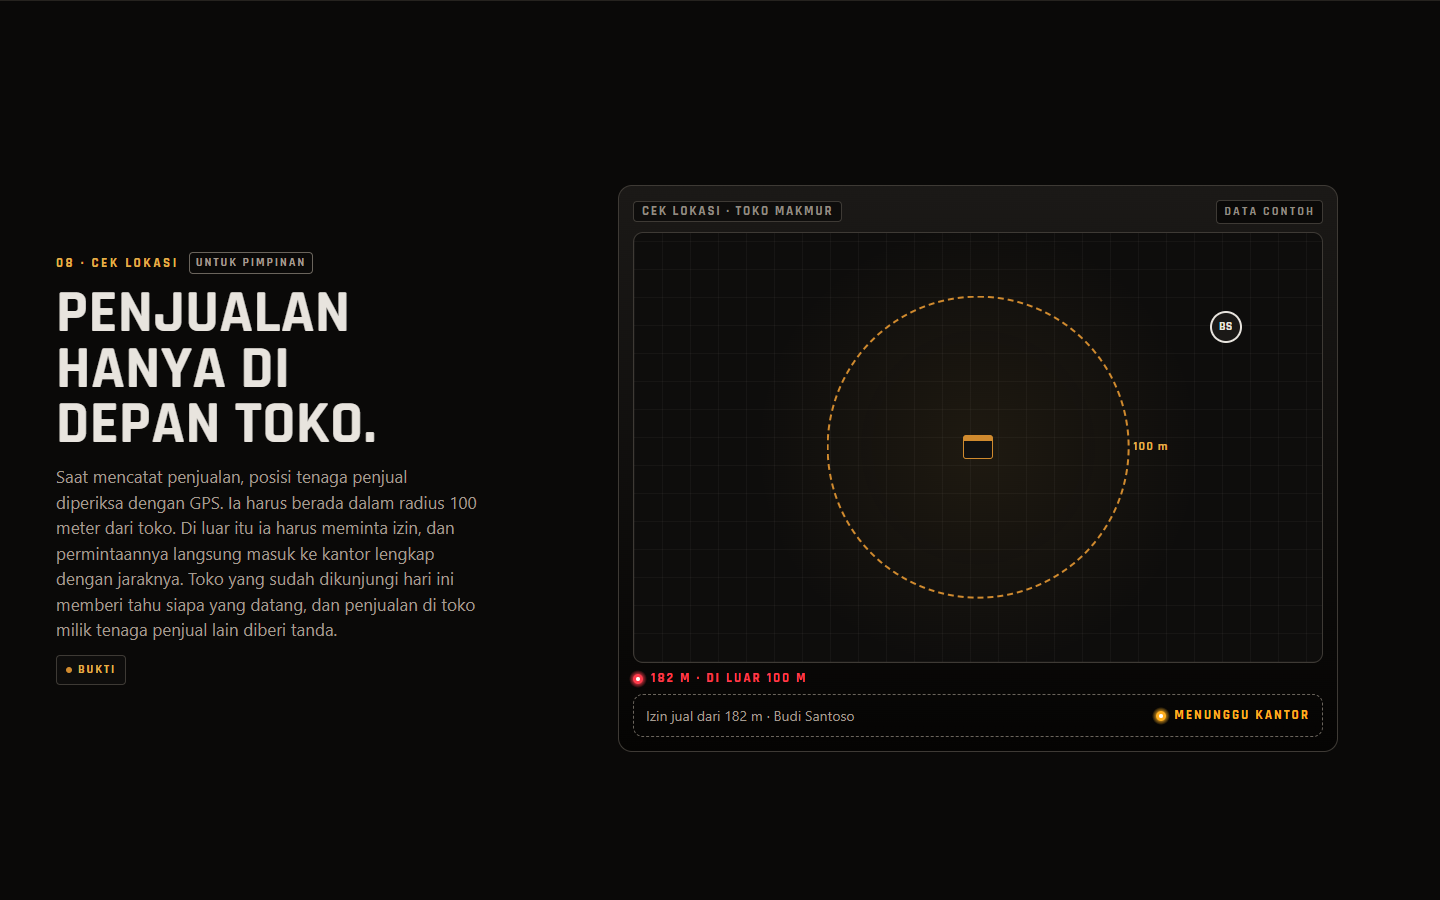 08 · CEK LOKASI UNTUK PIMPINAN
PENJUALAN
HANYA DI
DEPAN TOKO.
Saat mencatat penjualan, posisi tenaga penjual
diperiksa dengan GPS. Ia harus berada dalam radius 100
meter dari toko. Di luar itu ia harus meminta izin, dan
permintaannya langsung masuk ke kantor lengkap
dengan jaraknya. Toko yang sudah dikunjungi hari ini
memberi tahu siapa yang datang, dan penjualan di toko
milik tenaga penjual lain diberi tanda.
BUKTI
CEK LOKASI · TOKO MAKMUR
DATA CONTOH
BS
100 m
182 M · DI LUAR 100 M
Izin jual dari 182 m · Budi Santoso
MENUNGGU KANTOR